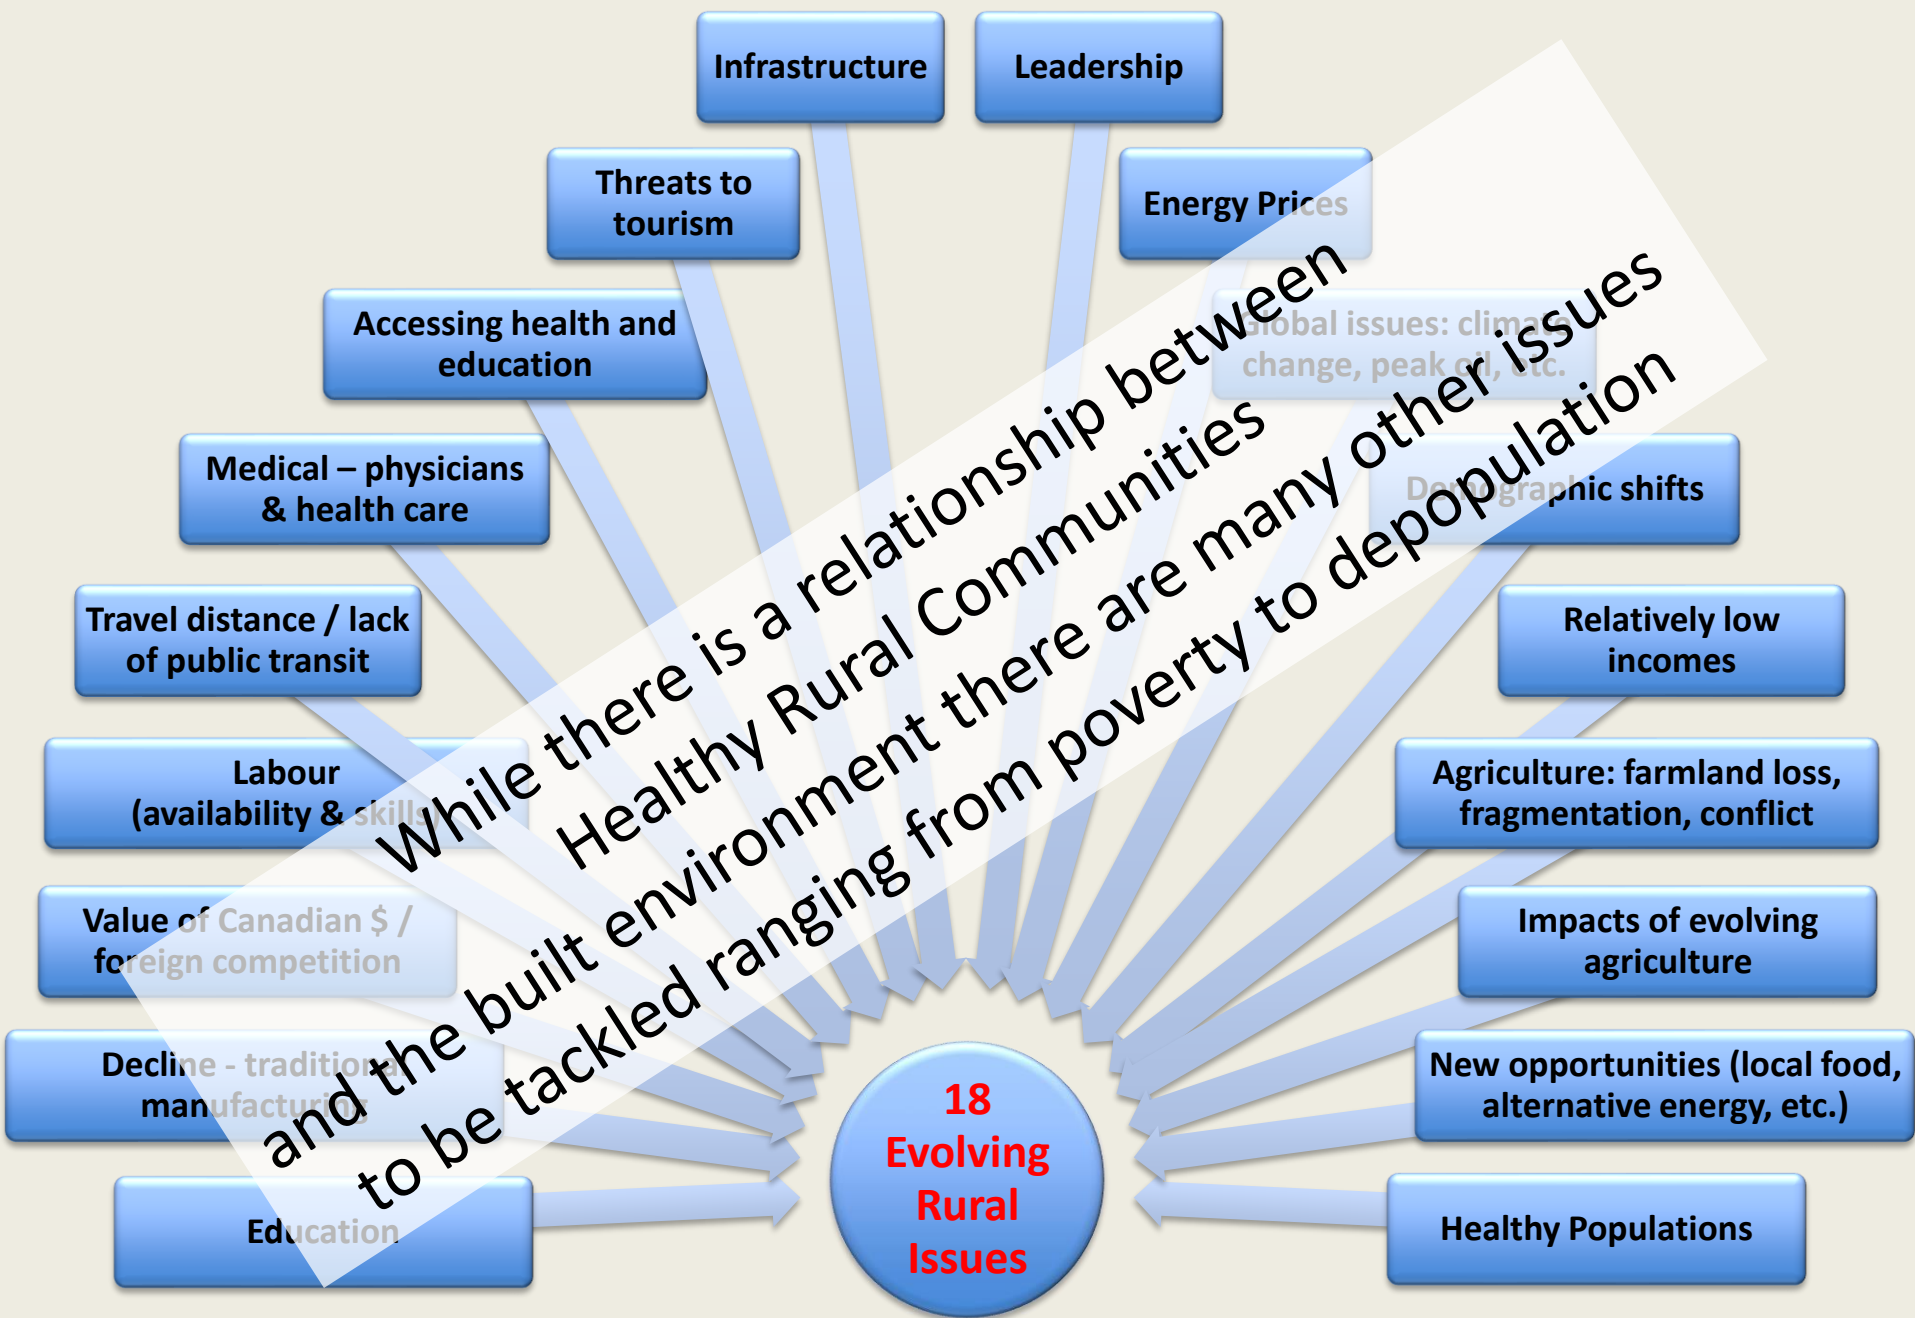 Infrastructure
Leadership
Threats to
tourism
Energy Prices
Accessing health and
education
Global issues: climate
change, peak oil, etc.
Medical – physicians
& health care
Demographic shifts
Travel distance / lack
of public transit
Relatively low
incomes
Labour
(availability & skills)
Agriculture: farmland loss,
fragmentation, conflict
Value of Canadian $ /
foreign competition
Impacts of evolving
agriculture
Decline - traditional
manufacturing
New opportunities (local food,
alternative energy, etc.)
Education
Healthy Populations
18
Evolving
Rural
Issues
While there is a relationship between
Healthy Rural Communities
and the built environment there are many other issues
to be tackled ranging from poverty to depopulation